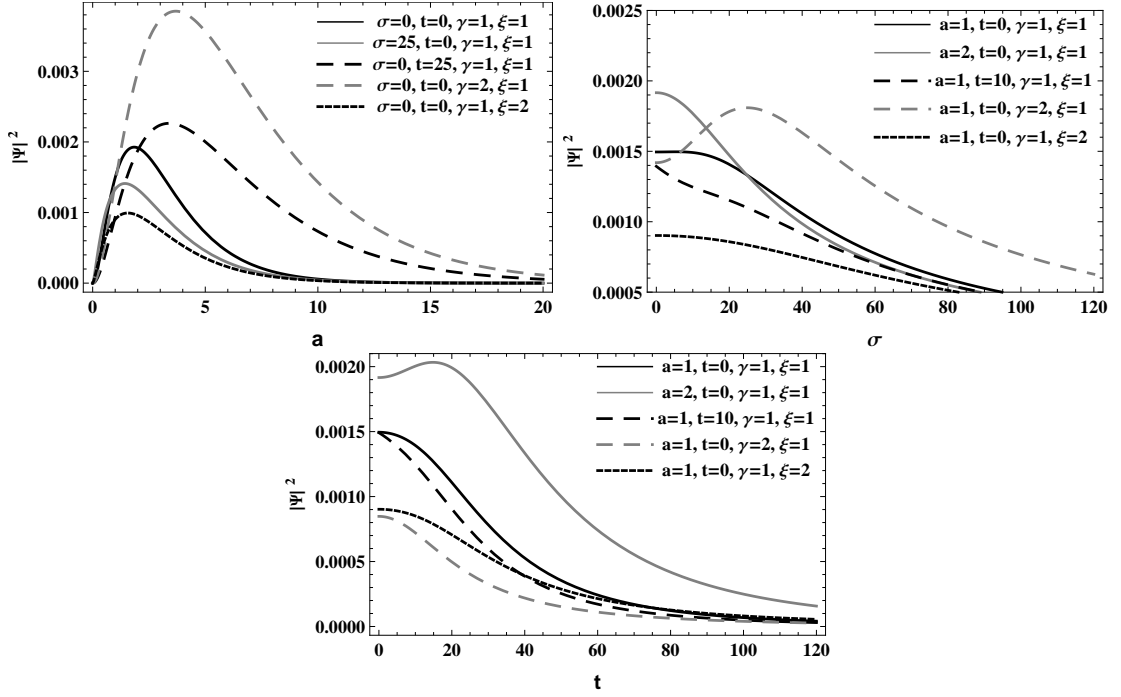 σ=0, t=0, γ=1, ξ=1
σ=25, t=0, γ=1, ξ=1
σ=0, t=25, γ=1, ξ=1
σ=0, t=0, γ=2, ξ=1
σ=0, t=0, γ=1, ξ=2
0.003
0.002
0.001
0.000
|Ψ|²
0 5 10 15 20
a
a=1, t=0, γ=1, ξ=1
a=2, t=0, γ=1, ξ=1
a=1, t=10, γ=1, ξ=1
a=1, t=0, γ=2, ξ=1
a=1, t=0, γ=1, ξ=2
0.0025
0.0020
0.0015
0.0010
0.0005
|Ψ|²
0 20 40 60 80 100 120
σ
a=1, t=0, γ=1, ξ=1
a=2, t=0, γ=1, ξ=1
a=1, t=10, γ=1, ξ=1
a=1, t=0, γ=2, ξ=1
a=1, t=0, γ=1, ξ=2
0.0020
0.0015
0.0010
0.0005
0.0000
|Ψ|²
0 20 40 60 80 100 120
t